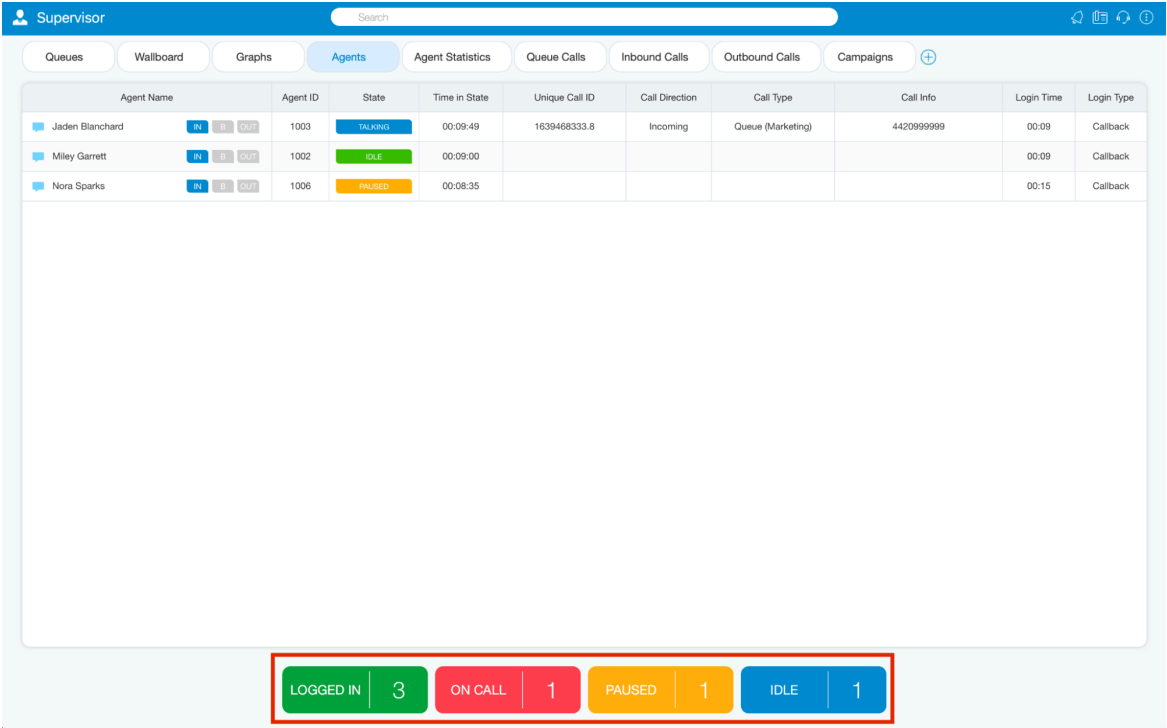 Supervisor
Search
Queues Wallboard Graphs Agents Agent Statistics Queue Calls Inbound Calls Outbound Calls Campaigns
Agent Name Agent ID State Time in State Unique Call ID Call Direction Call Type Call Info Login Time Login Type
Jaden Blanchard IN B OUT 1003 TALKING 00:09:49 1639468333.8 Incoming Queue (Marketing) 4420999999 00:09 Callback
Miley Garrett IN B OUT 1002 IDLE 00:09:00 00:09 Callback
Nora Sparks IN B OUT 1006 PAUSED 00:08:35 00:15 Callback
LOGGED IN 3 ON CALL 1 PAUSED 1 IDLE 1